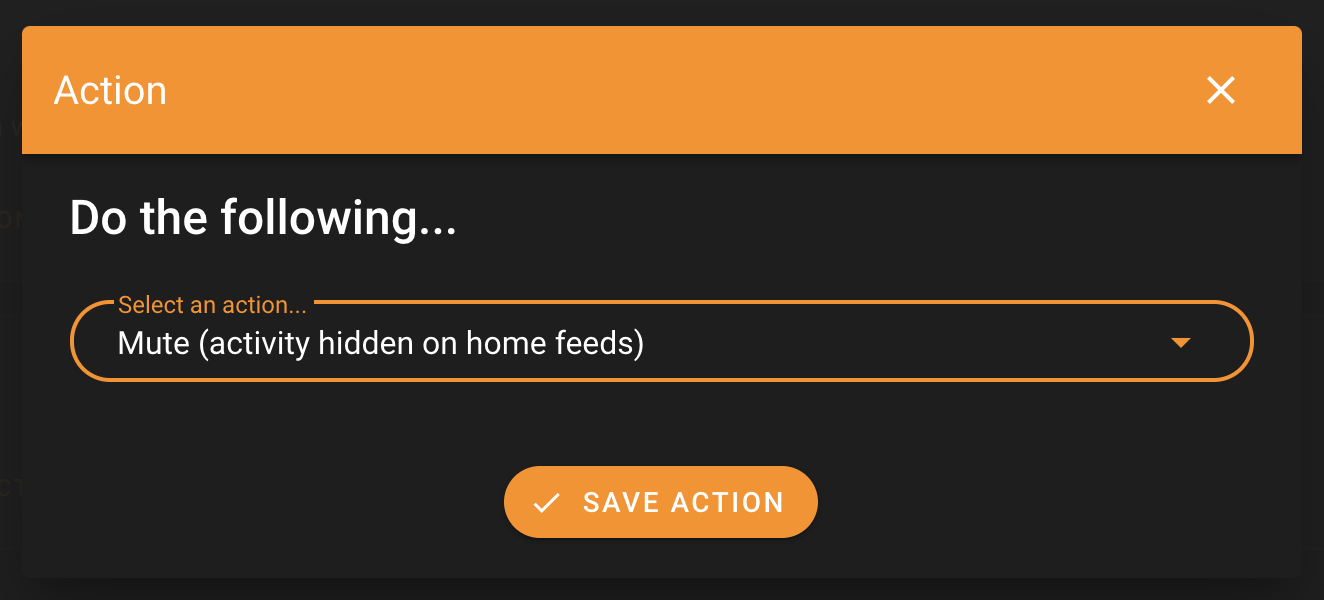 Action
Do the following...
Select an action...
Mute (activity hidden on home feeds)
SAVE ACTION